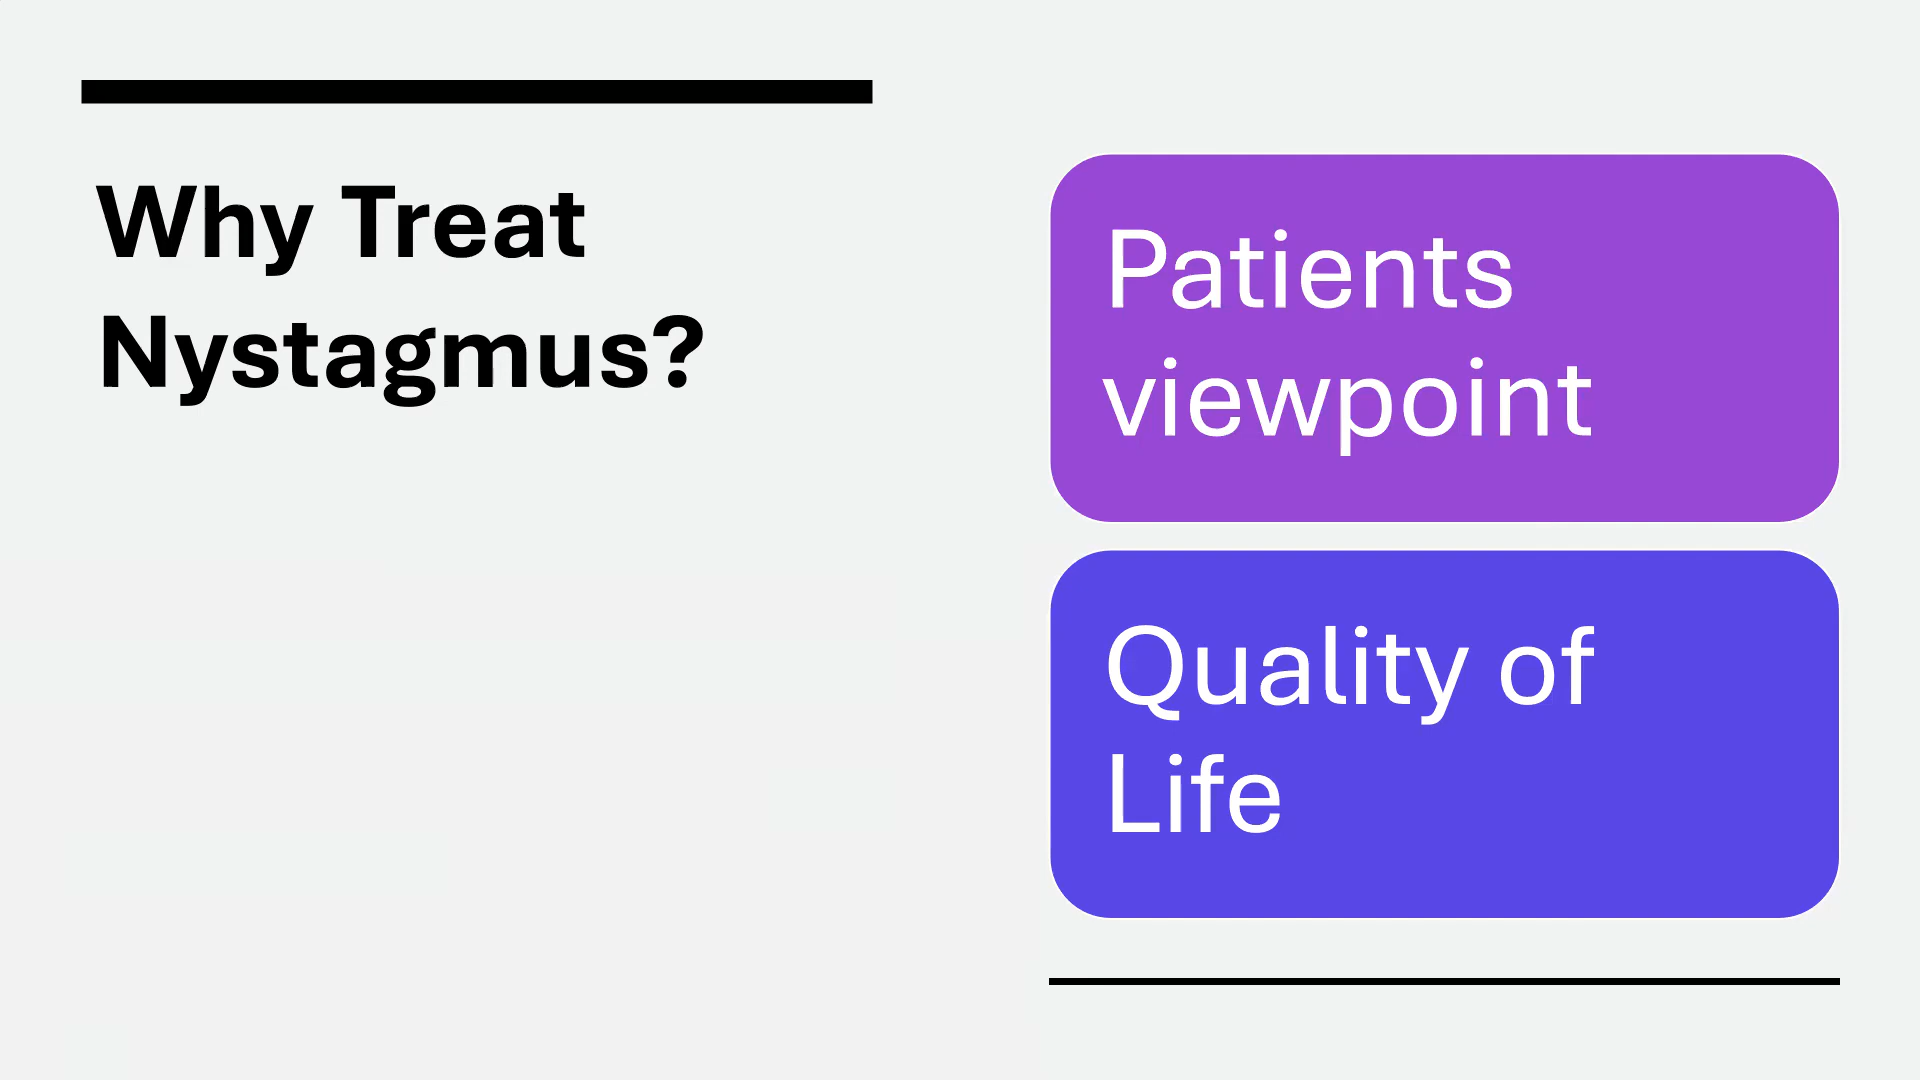 Why Treat
Nystagmus?
Patients
viewpoint
Quality of
Life